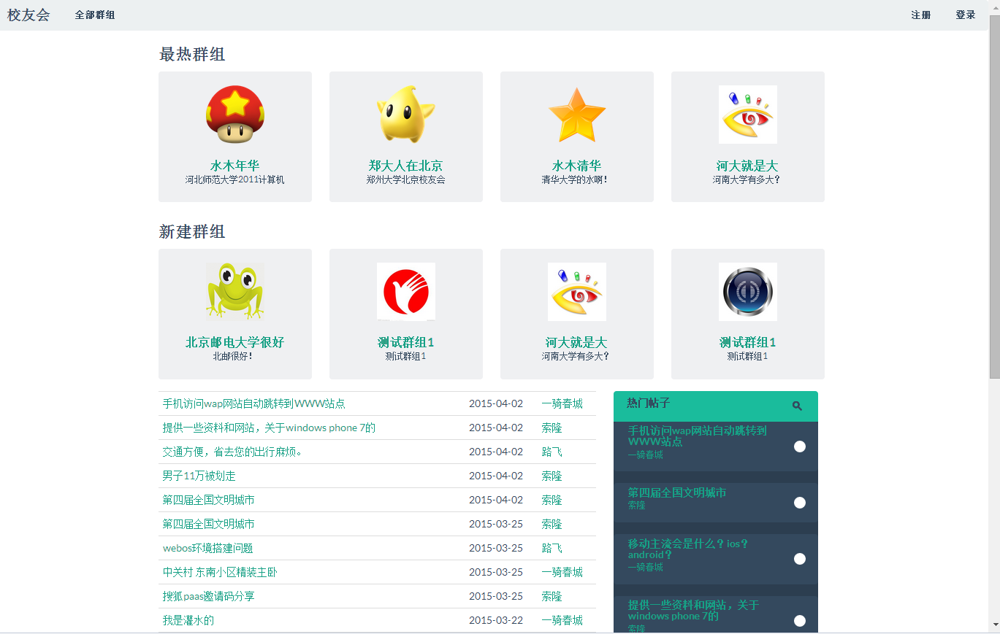 校友会 全部群组 注册 登录
最热群组
水木年华 郑大人在北京 水木清华 河大就是大
河北师范大学2011计算机 郑州大学北京校友会 清华大学的水啊! 河南大学有多大?
新建群组
北京邮电大学很好 测试群组1 河大就是大 测试群组1
北邮很好! 测试群组1 河南大学有多大? 测试群组1
手机访问wap网站自动跳转到WWW站点 2015-04-02 一骑春城
提供一些资料和网站，关于windows phone 7的 2015-04-02 索隆
交通方便，省去您的出行麻烦。 2015-04-02 路飞
男子11万被划走 2015-04-02 索隆
第四届全国文明城市 2015-04-02 索隆
第四届全国文明城市 2015-03-25 索隆
webos环境搭建问题 2015-03-25 路飞
中关村 东南小区精装主卧 2015-03-25 一骑春城
搜狐paas邀请码分享 2015-03-25 索隆
我是灌水的 2015-03-22 一骑春城
热门帖子
手机访问wap网站自动跳转到
WWW站点
一骑春城
第四届全国文明城市
索隆
移动主流会是什么？ios？
android？
一骑春城
提供一些资料和网站，关于
windows phone 7的
索隆